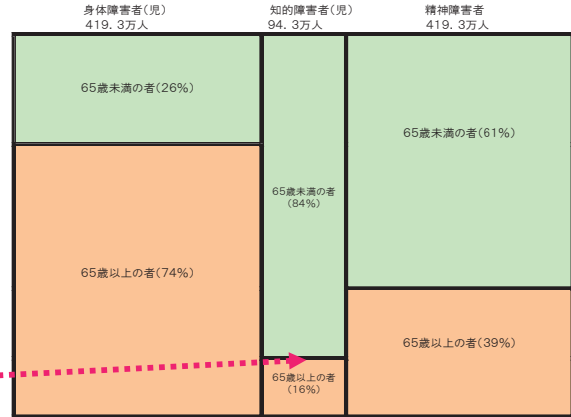 身体障害者(児)
419.3万人
知的障害者(児)
94.3万人
精神障害者
419.3万人
65歳未満の者(26%)
65歳以上の者(74%)
65歳未満の者
(84%)
65歳以上の者
(16%)
65歳未満の者(61%)
65歳以上の者(39%)